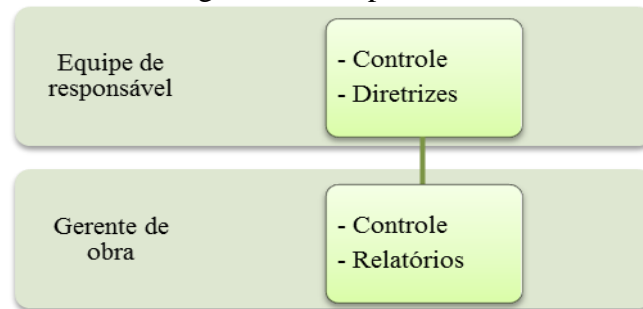 Equipe de
responsável
- Controle
- Diretrizes
Gerente de
obra
- Controle
- Relatórios